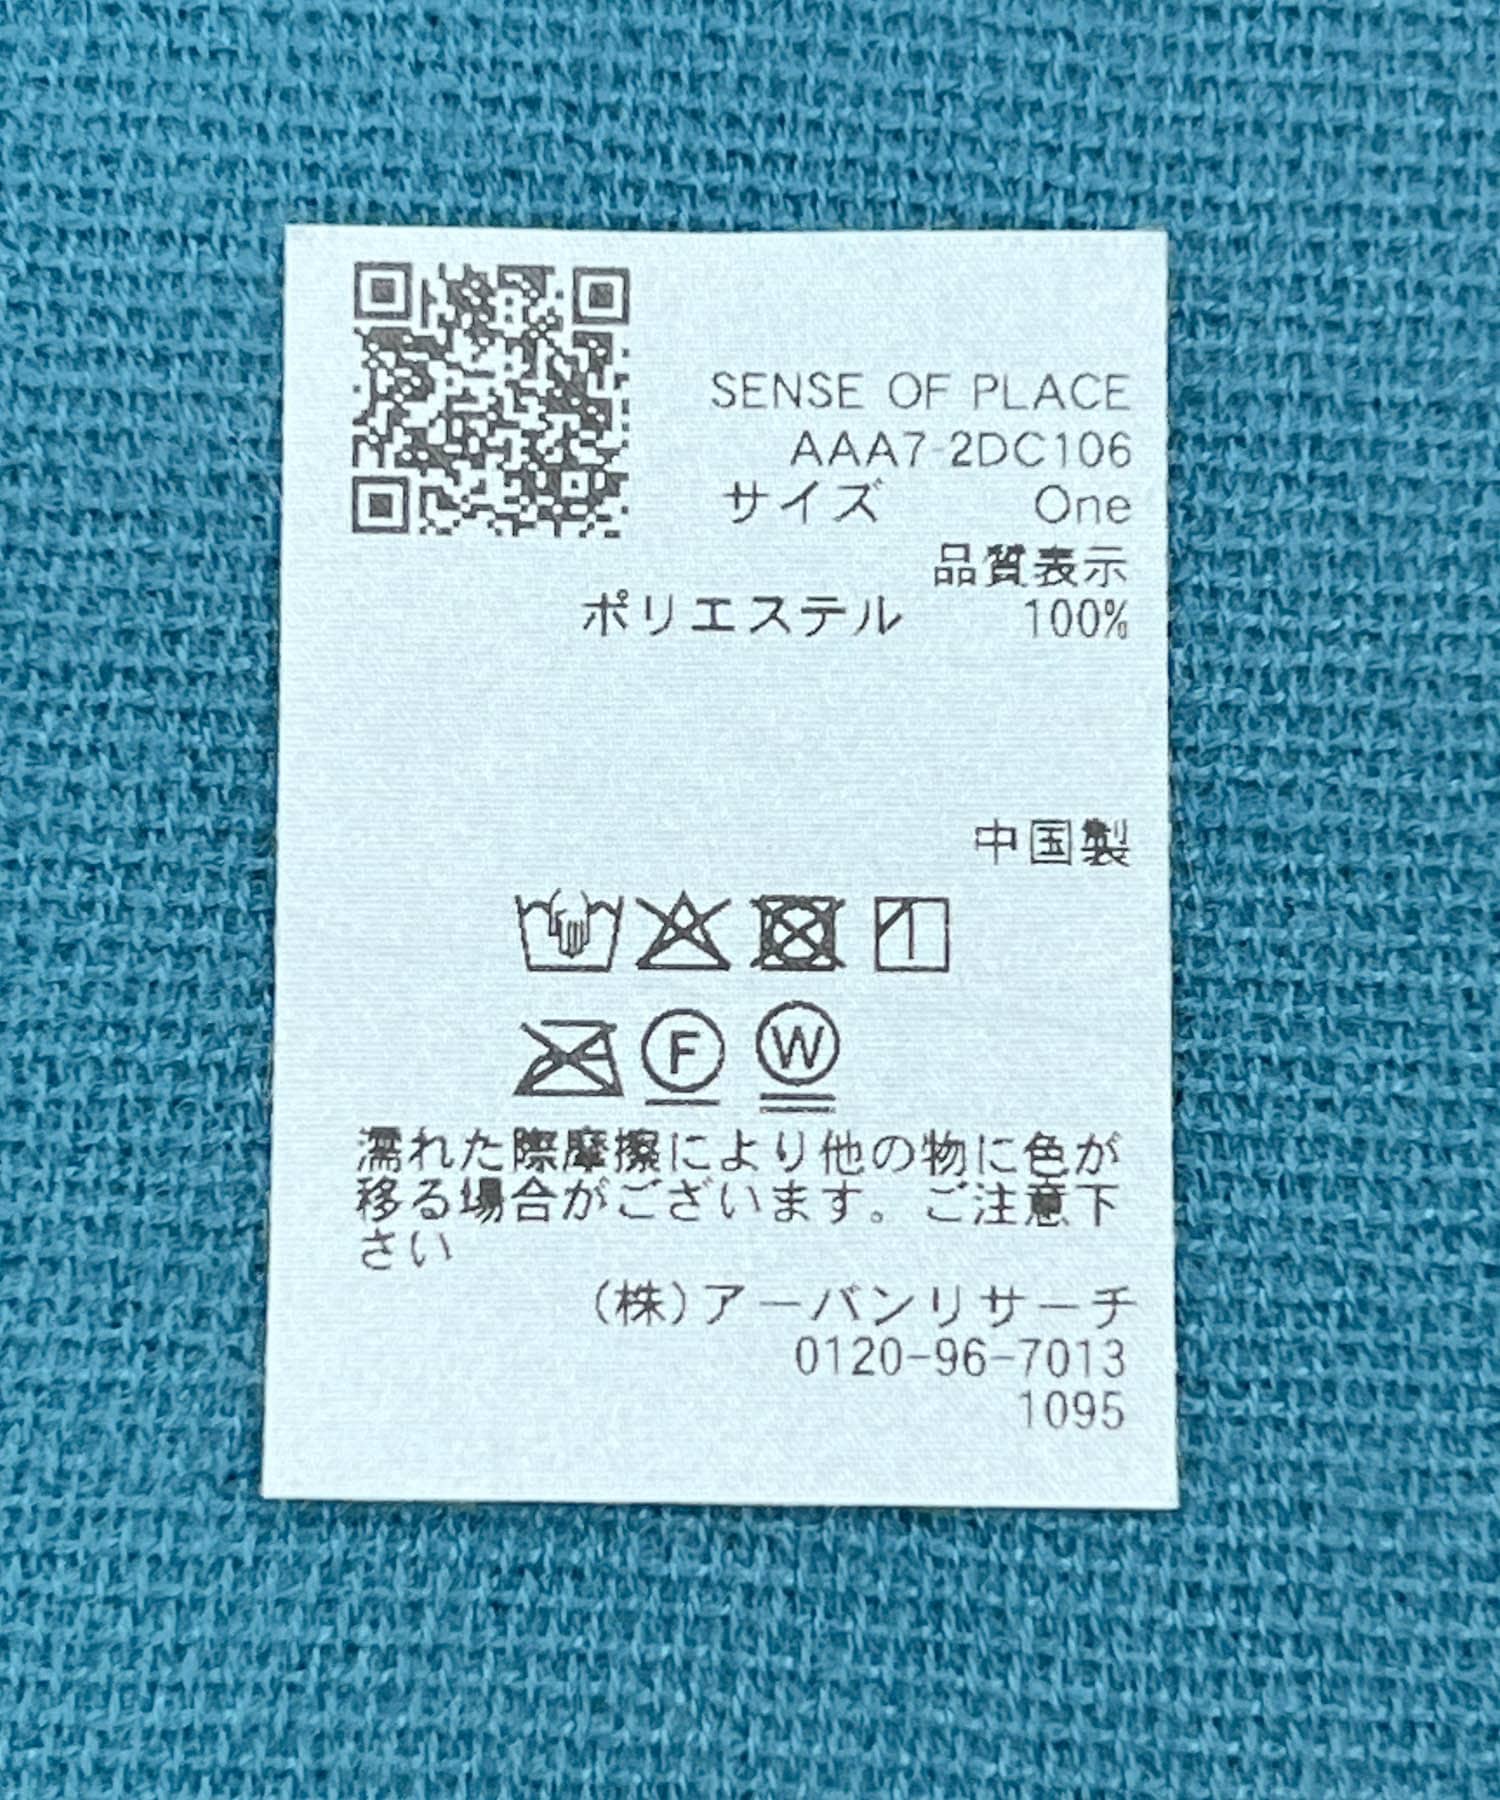 SENSE OF PLACE
AAA7-2DC106
サイズ One
品質表示
ポリエステル 100%
中国製
F W
濡れた際摩擦により他の物に色が
移る場合がございます。ご注意下
さい
(株)アーバンリサーチ
0120-96-7013
1095